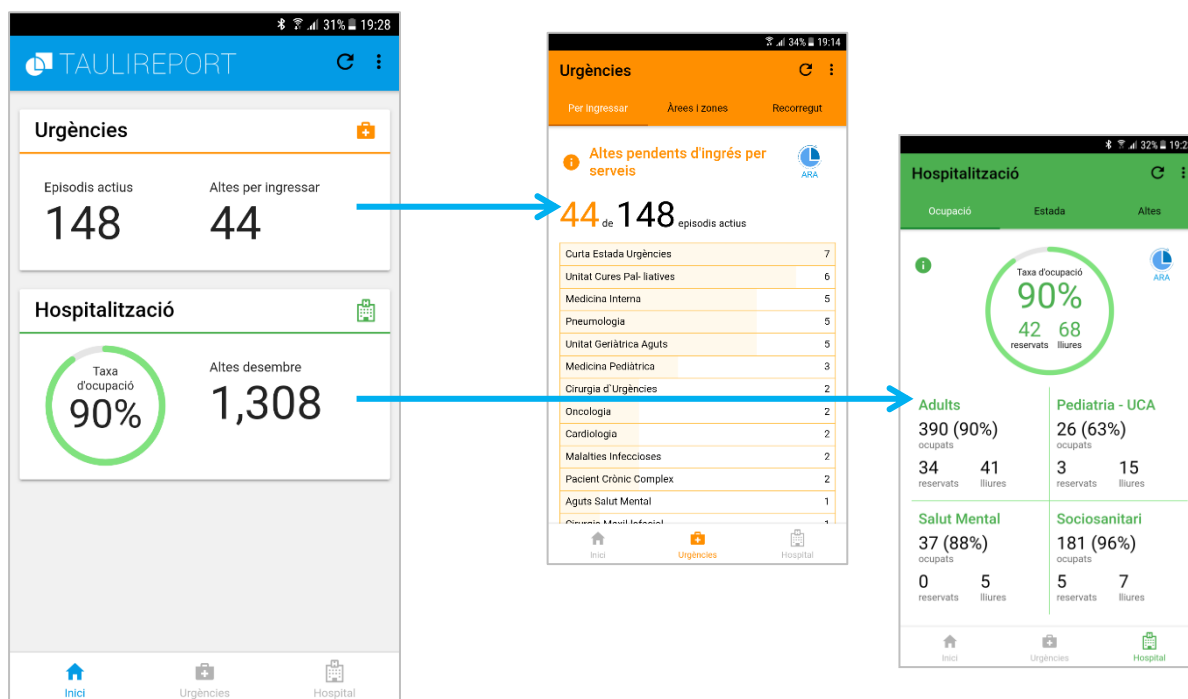 31% 19:28
TAULIREPORT
Urgències
Episodis actius
Altes per ingressar
148
44
Hospitalització
Taxa
d'ocupació
90%
Altes desembre
1,308
Inici
Urgències
Hospital
34% 19:14
Urgències
Per ingressar
Àrees i zones
Recorregut
Altes pendents d'ingrés per
serveis
ARA
44 de 148 episodis actius
Curta Estada Urgències 7
Unitat Cures Pal· liatives 6
Medicina Interna 5
Pneumologia 5
Unitat Geriàtrica Aguts 5
Medicina Pediàtrica 3
Cirurgia d`Urgències 2
Oncologia 2
Cardiologia 2
Malalties Infeccioses 2
Pacient Crònic Complex 2
Aguts Salut Mental 1
Inici
Urgències
Hospital
32% 19:2
Hospitalització
Ocupació
Estada
Altes
Taxa d'ocupació
90%
42 68
reservats lliures
ARA
Adults
390 (90%)
ocupats
34 41
reservats lliures
Pediatria - UCA
26 (63%)
ocupats
3 15
reservats lliures
Salut Mental
37 (88%)
ocupats
0 5
reservats lliures
Sociosanitari
181 (96%)
ocupats
5 7
reservats lliures
Inici
Urgències
Hospital